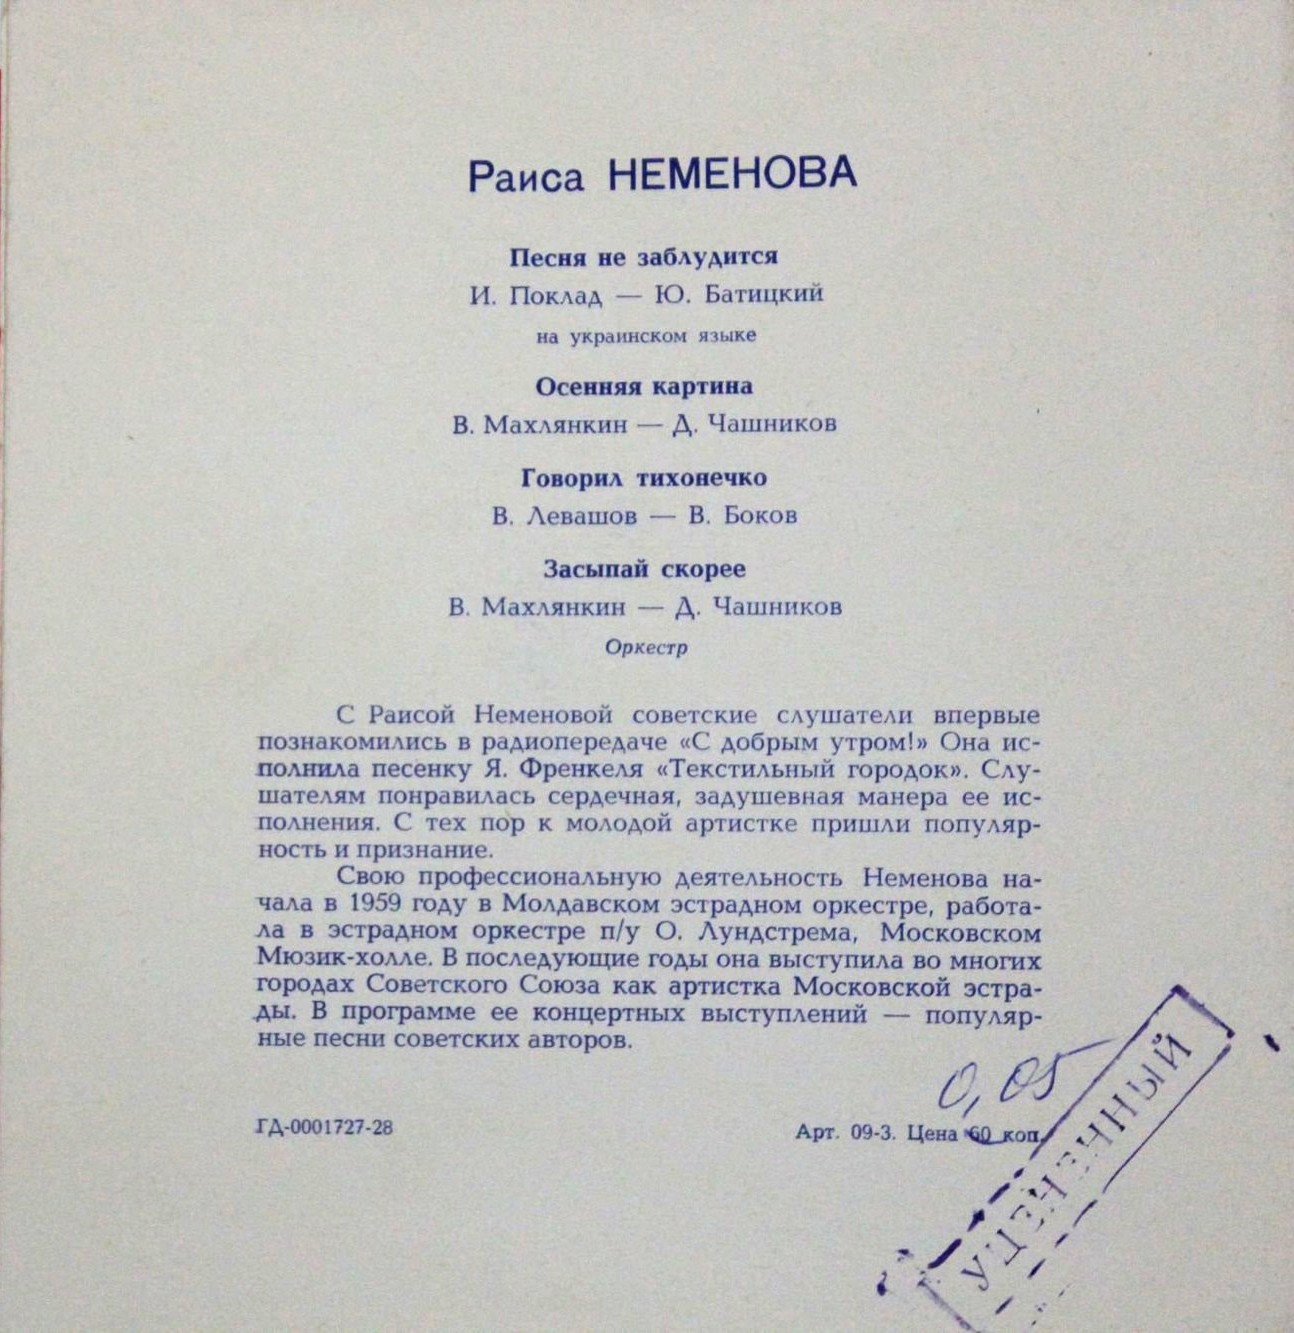 Раиса НЕМЕНОВА
Песня не заблудится
И. Поклад — Ю. Батицкий
на украинском языке
Осенняя картина
В. Махлянкин — Д. Чашников
Говорил тихонечко
В. Левашов — В. Боков
Засыпай скорее
В. Махлянкин — Д. Чашников
Оркестр
С Раисой Неменовой советские слушатели впервые
познакомились в радиопередаче «С добрым утром!» Она ис-
полнила песенку Я. Френкеля «Текстильный городок». Слу-
шателям понравилась сердечная, задушевная манера ее ис-
полнения. С тех пор к молодой артистке пришли популяр-
ность и признание.
Свою профессиональную деятельность Неменова на-
чала в 1959 году в Молдавском эстрадном оркестре, работа-
ла в эстрадном оркестре п/у О. Лундстрема, Московском
Мюзик-холле. В последующие годы она выступила во многих
городах Советского Союза как артистка Московской эстра-
ды. В программе ее концертных выступлений — популяр-
ные песни советских авторов.
0,05
ГД-0001727-28
Арт. 09-3. Цена 60 коп.
УЦЕНЕННЫЙ